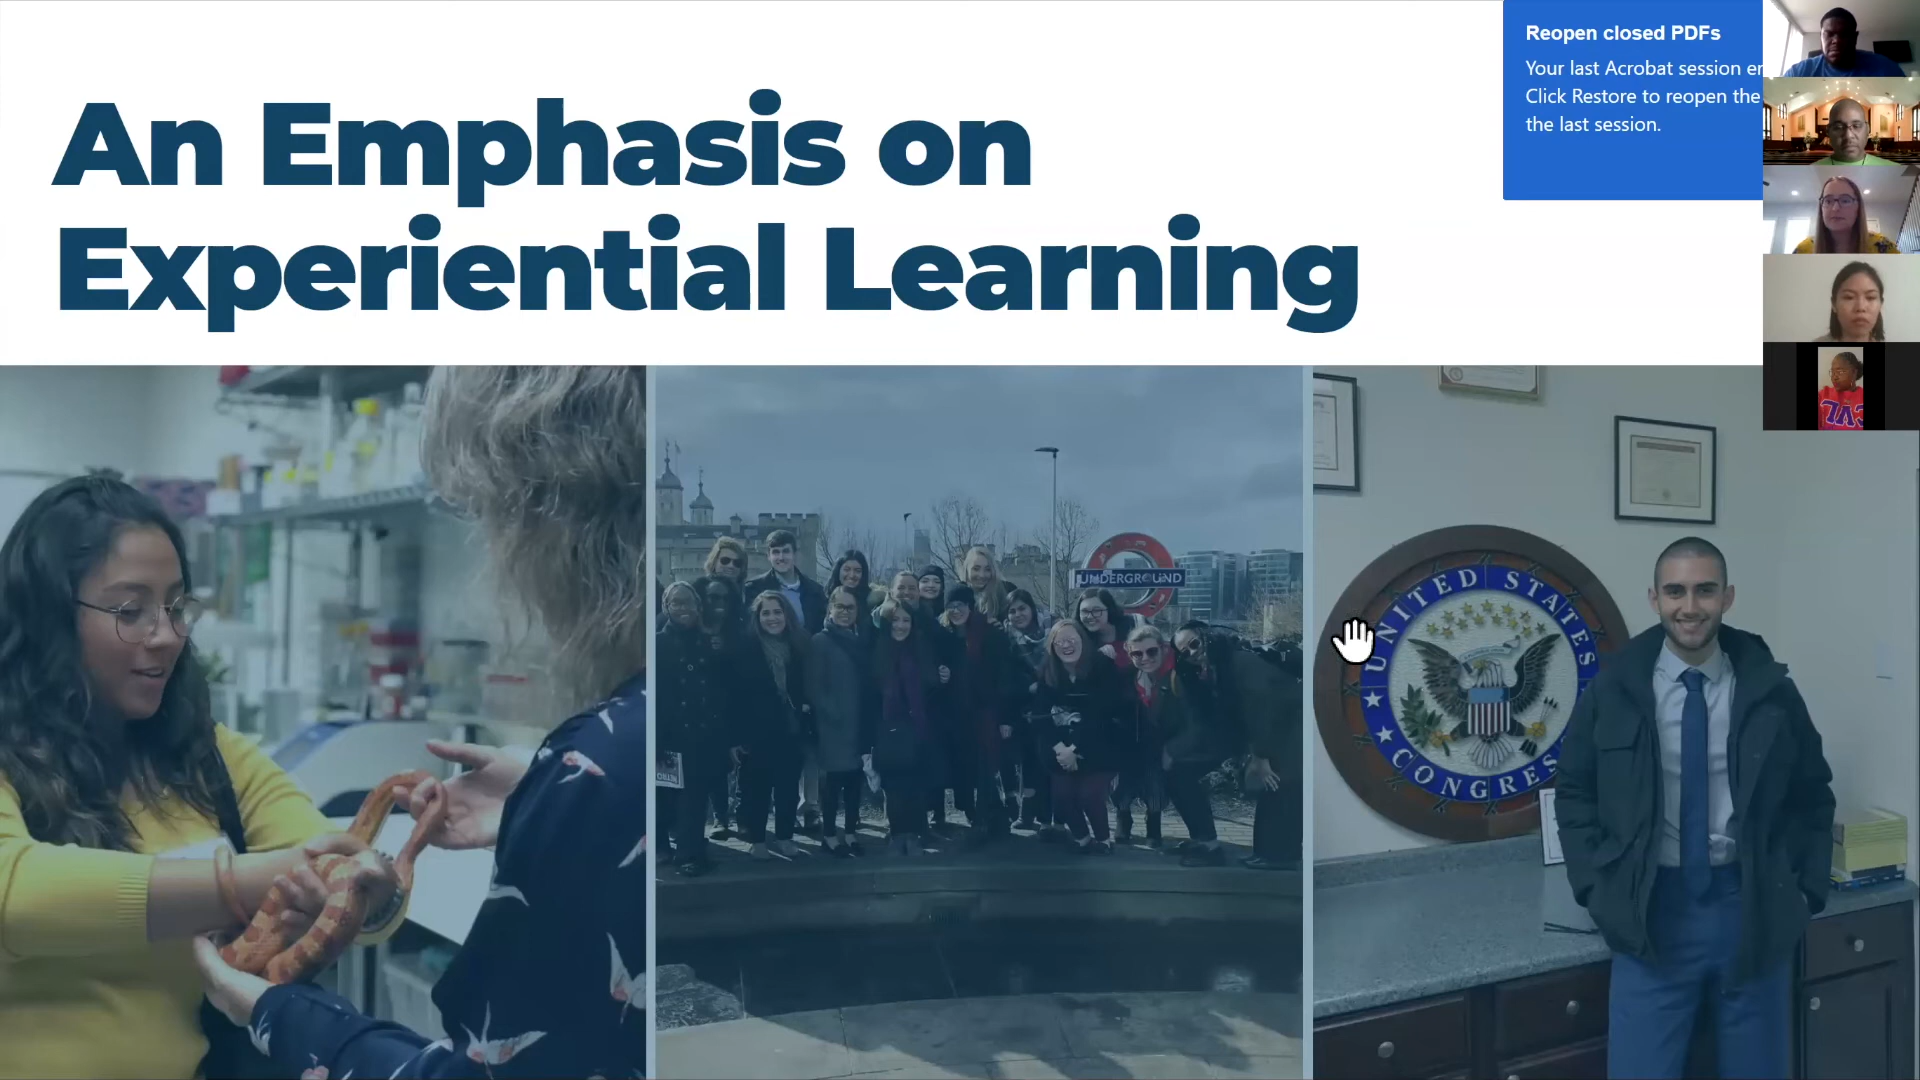 An Emphasis on
Experiential Learning
Reopen closed PDFs
Your last Acrobat session er
Click Restore to reopen the
the last session.
UNDERGROUND
UNITED STATES
CONGRESS